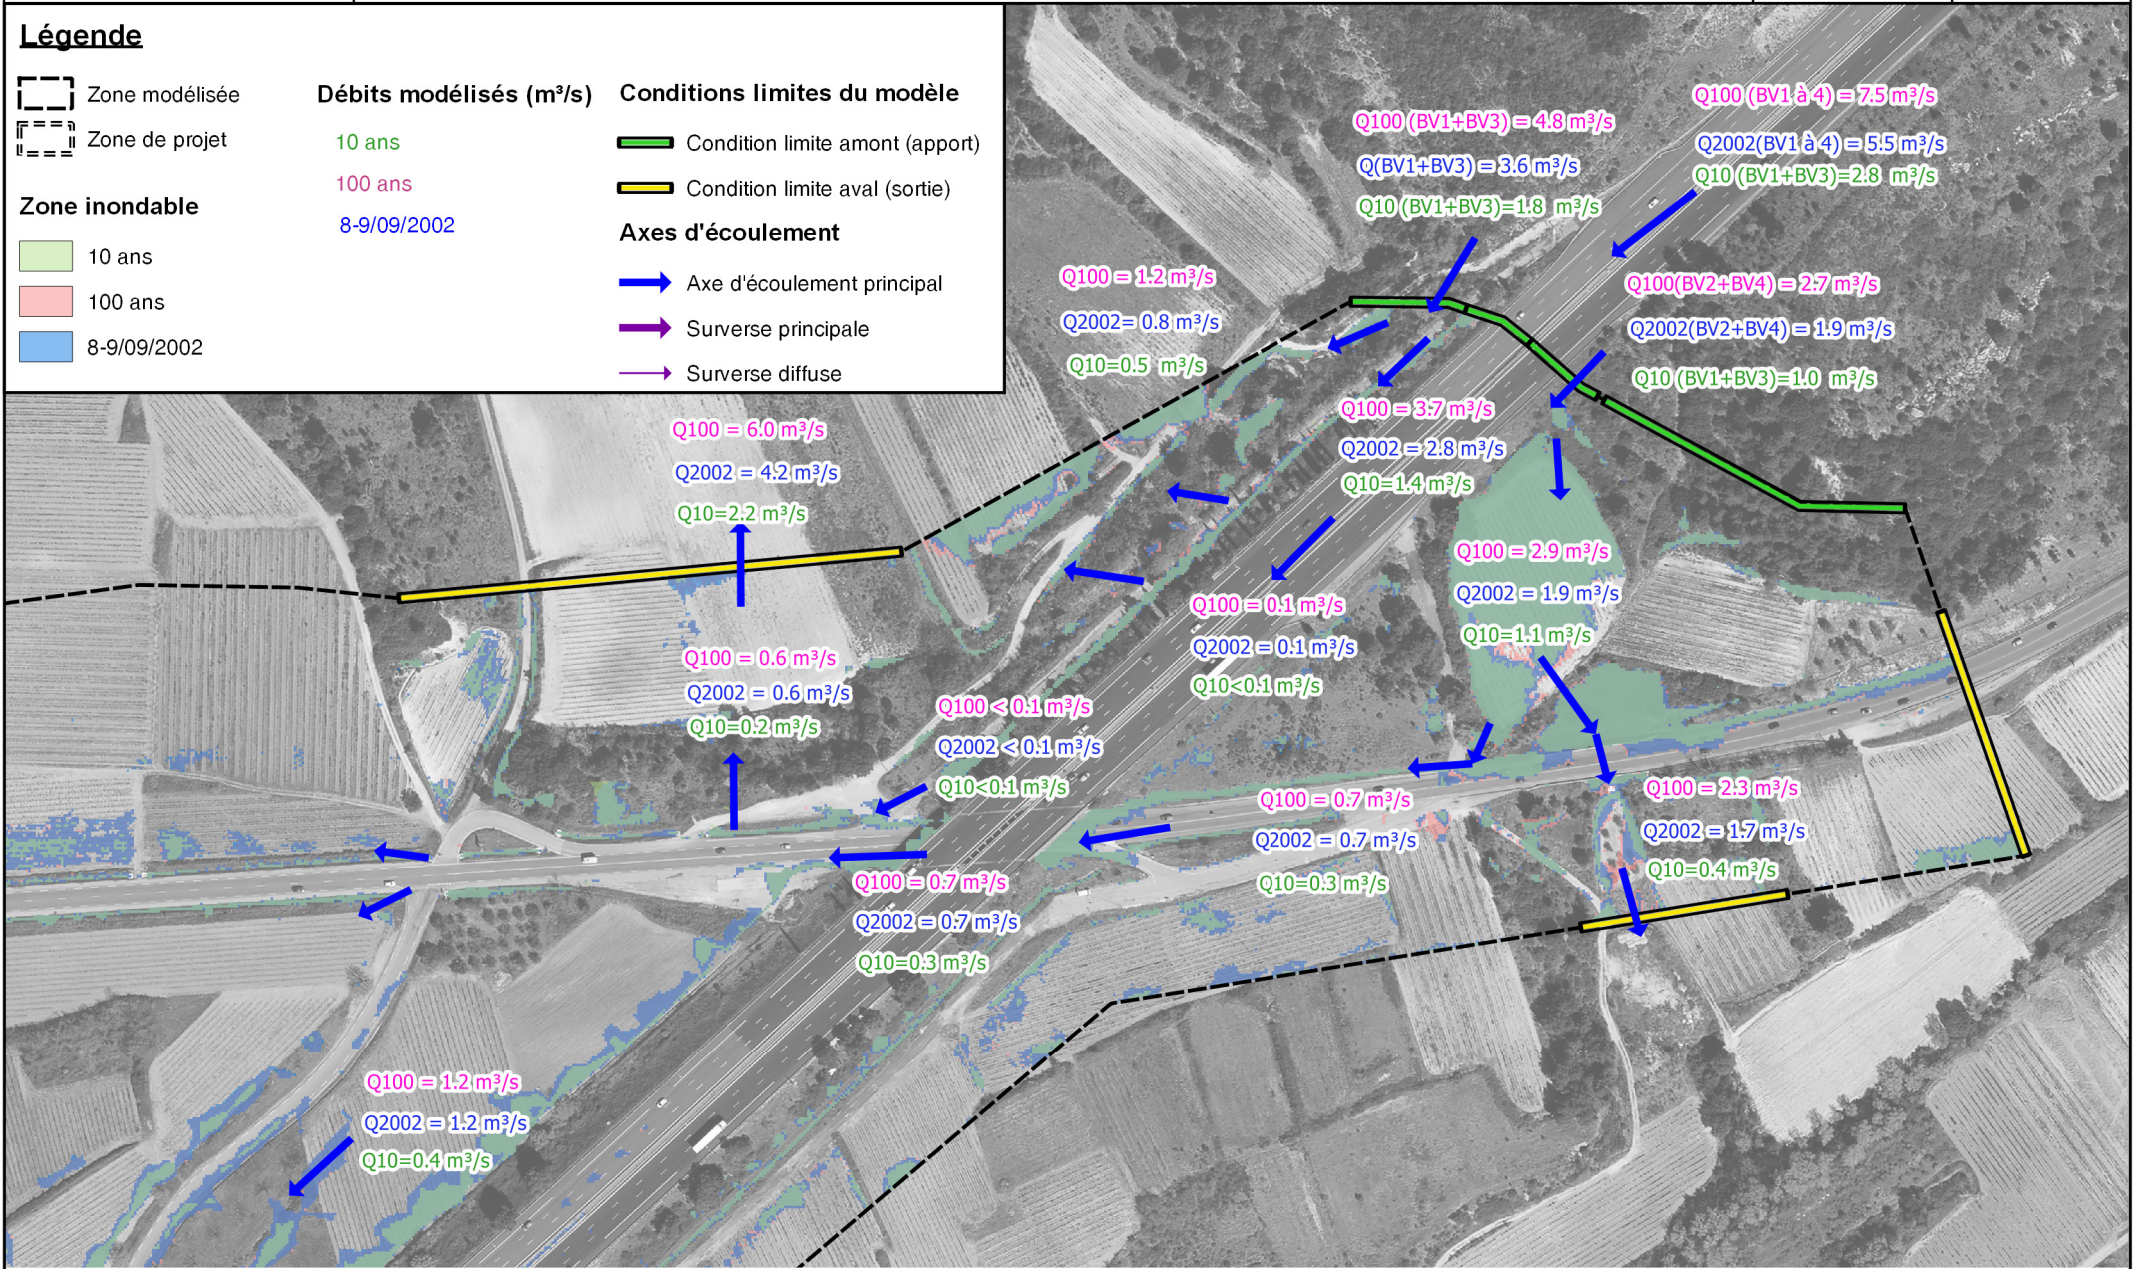 Légende
Zone modélisée
Zone de projet
Zone inondable
10 ans
100 ans
8-9/09/2002
Débits modélisés (m³/s)
10 ans
100 ans
8-9/09/2002
Conditions limites du modèle
Condition limite amont (apport)
Condition limite aval (sortie)
Axes d'écoulement
Axe d'écoulement principal
Surverse principale
Surverse diffuse
Q100 (BV1+BV3) = 4.8 m³/s
Q(BV1+BV3) = 3.6 m³/s
Q10 (BV1+BV3)=1.8 m³/s
Q100 (BV1 à 4) = 7.5 m³/s
Q2002(BV1 à 4) = 5.5 m³/s
Q10 (BV1+BV3)=2.8 m³/s
Q100 = 1.2 m³/s
Q2002= 0.8 m³/s
Q10=0.5 m³/s
Q100(BV2+BV4) = 2.7 m³/s
Q2002(BV2+BV4) = 1.9 m³/s
Q10 (BV1+BV3)=1.0 m³/s
Q100 = 6.0 m³/s
Q2002 = 4.2 m³/s
Q10=2.2 m³/s
Q100 = 3.7 m³/s
Q2002 = 2.8 m³/s
Q10=1.4 m³/s
Q100 = 2.9 m³/s
Q2002 = 1.9 m³/s
Q10=1.1 m³/s
Q100 = 0.1 m³/s
Q2002 = 0.1 m³/s
Q10<0.1 m³/s
Q100 = 0.6 m³/s
Q2002 = 0.6 m³/s
Q10=0.2 m³/s
Q100 < 0.1 m³/s
Q2002 < 0.1 m³/s
Q10<0.1 m³/s
Q100 = 0.7 m³/s
Q2002 = 0.7 m³/s
Q10=0.3 m³/s
Q100 = 2.3 m³/s
Q2002 = 1.7 m³/s
Q10=0.4 m³/s
Q100 = 0.7 m³/s
Q2002 = 0.7 m³/s
Q10=0.3 m³/s
Q100 = 1.2 m³/s
Q2002 = 1.2 m³/s
Q10=0.4 m³/s